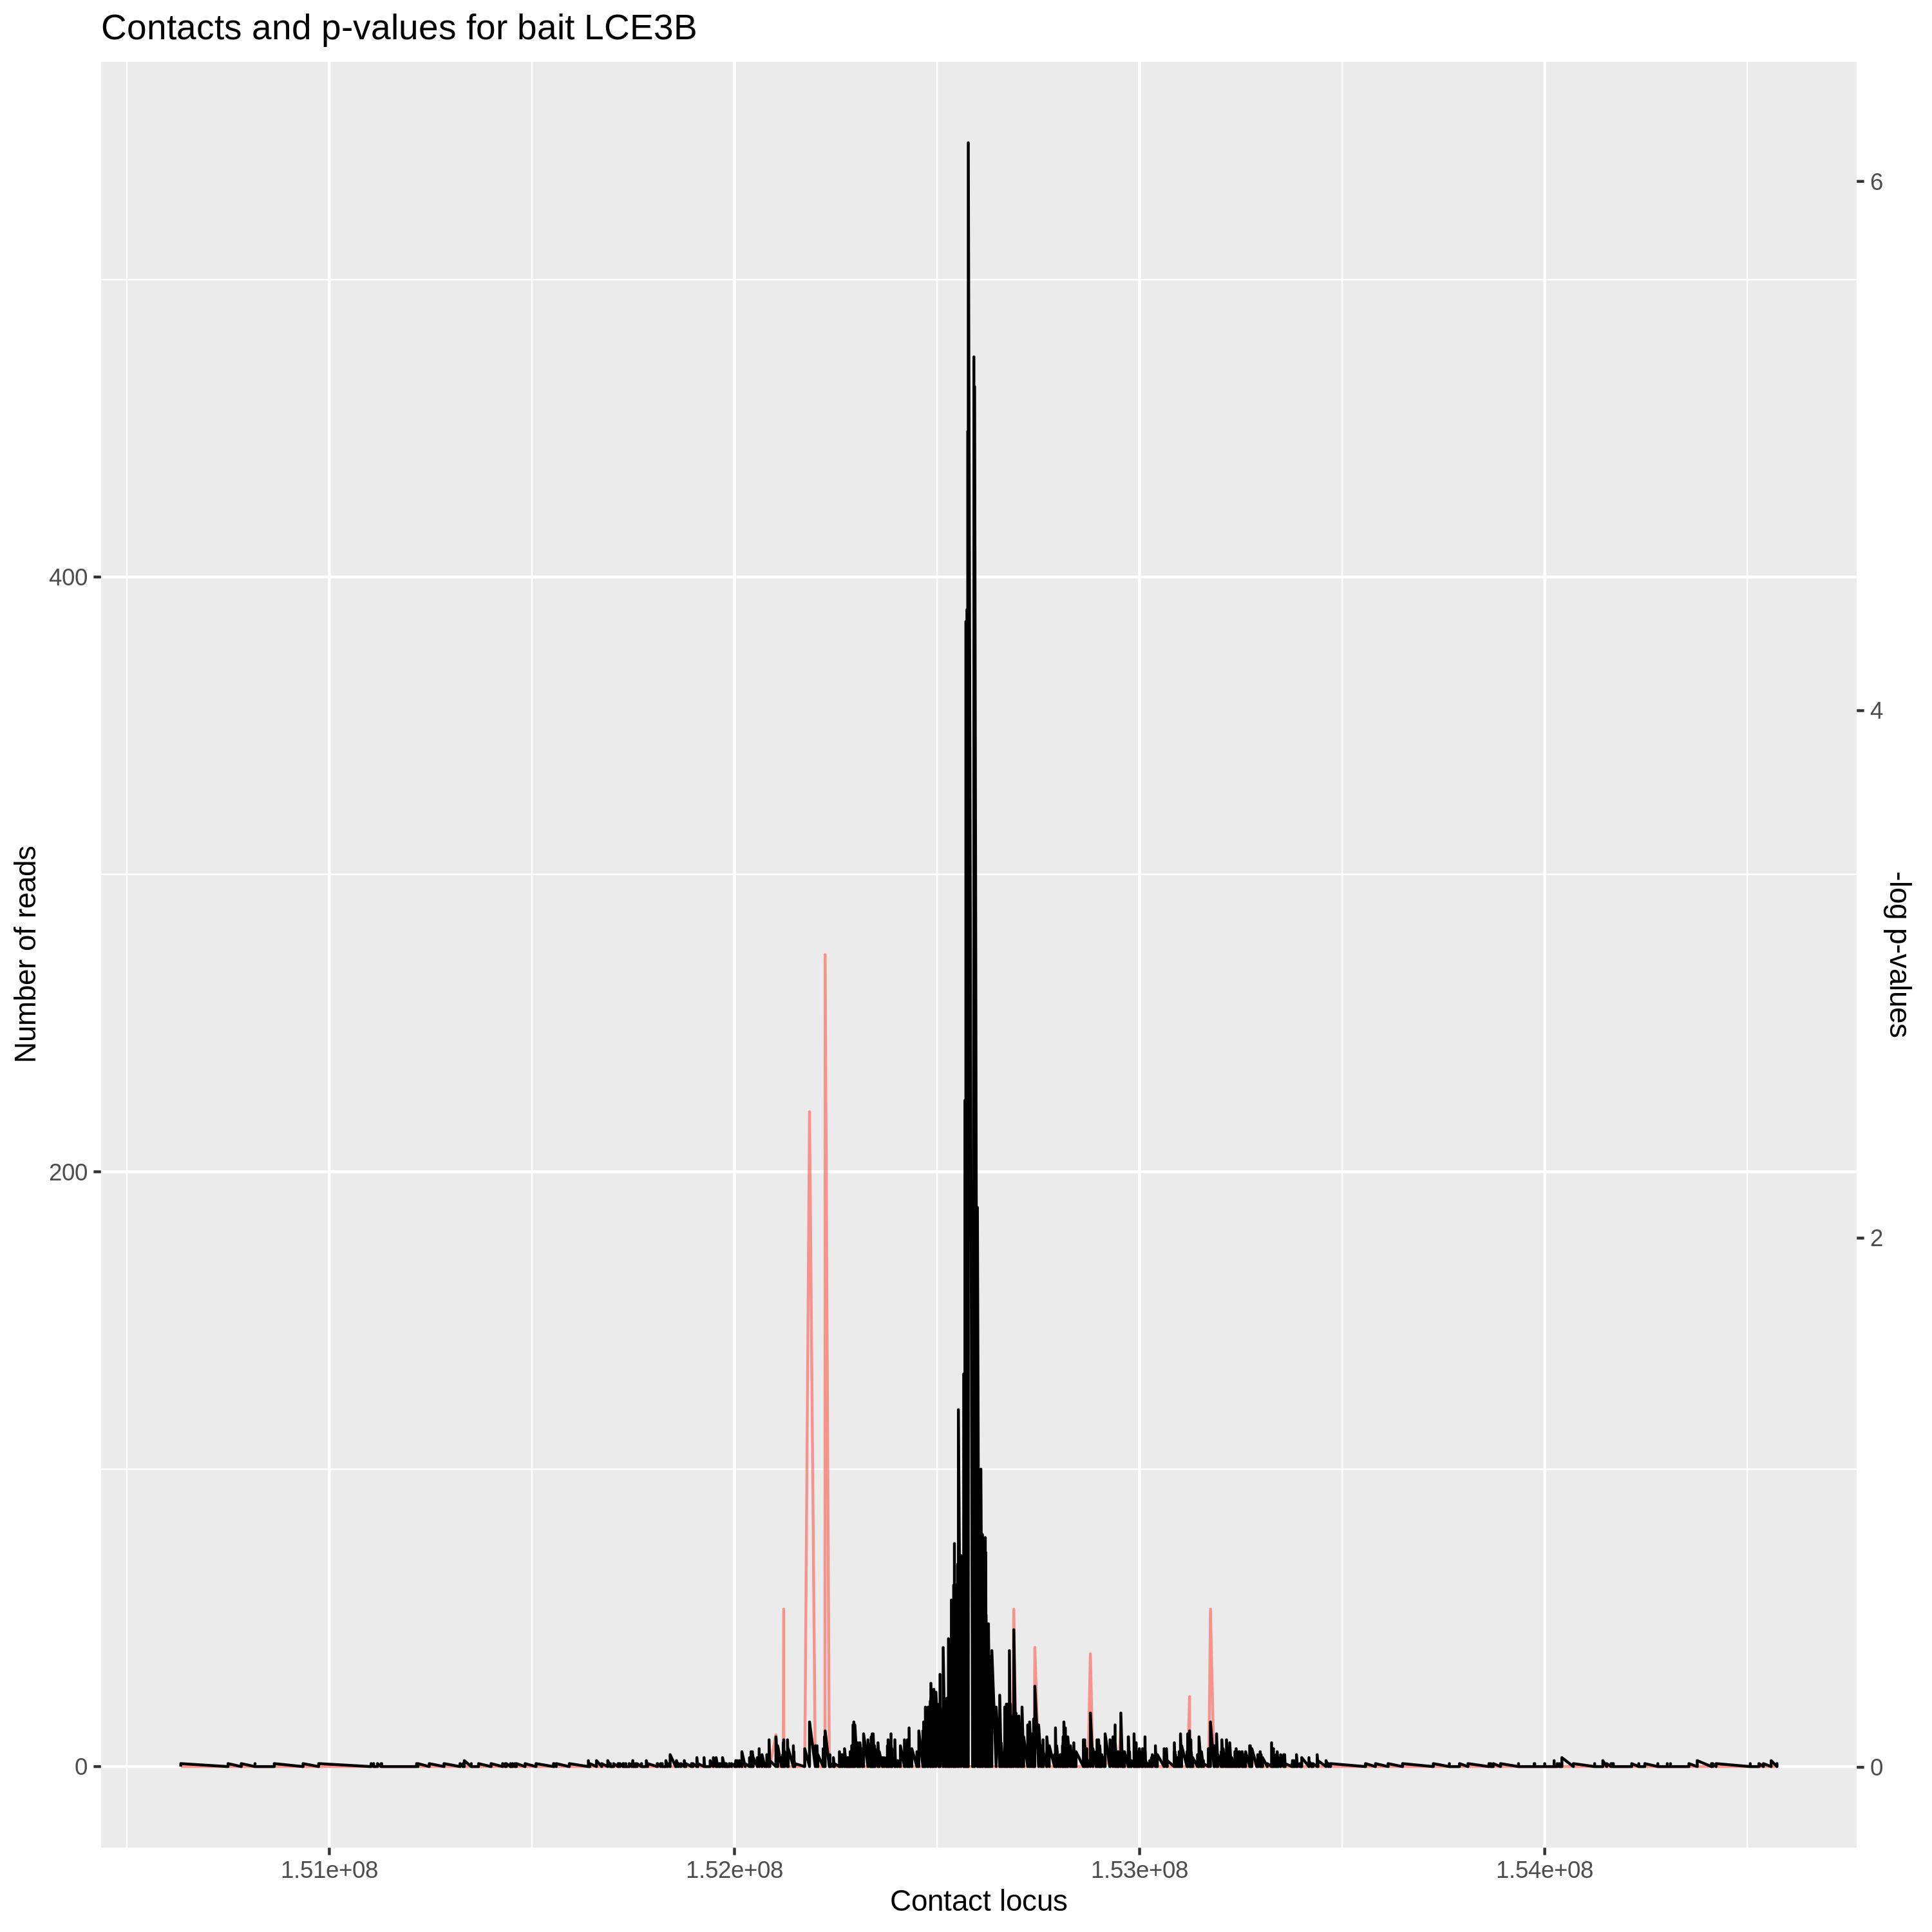 Contacts and p-values for bait LCE3B
Number of reads
400
200
0
6
4
2
0
-log p-values
1.51e+08
1.52e+08
1.53e+08
1.54e+08
Contact locus